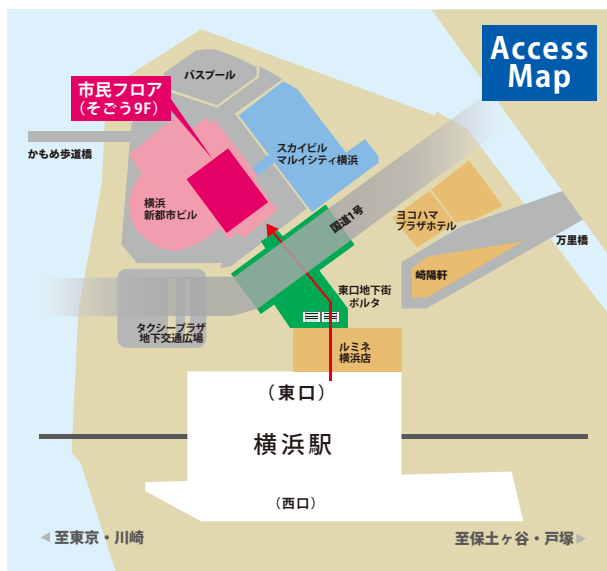 Access
Map
バスプール
市民フロア
(そごう9F)
スカイビル
マルイシティ横浜
かもめ歩道橋
横浜
新都市ビル
国道1号
ヨコハマ
プラザホテル
万里橋
崎陽軒
東口地下街
ポルタ
タクシープラザ
地下交通広場
ルミネ
横浜店
(東口)
横浜駅
(西口)
至東京・川崎
至保土ヶ谷・戸塚